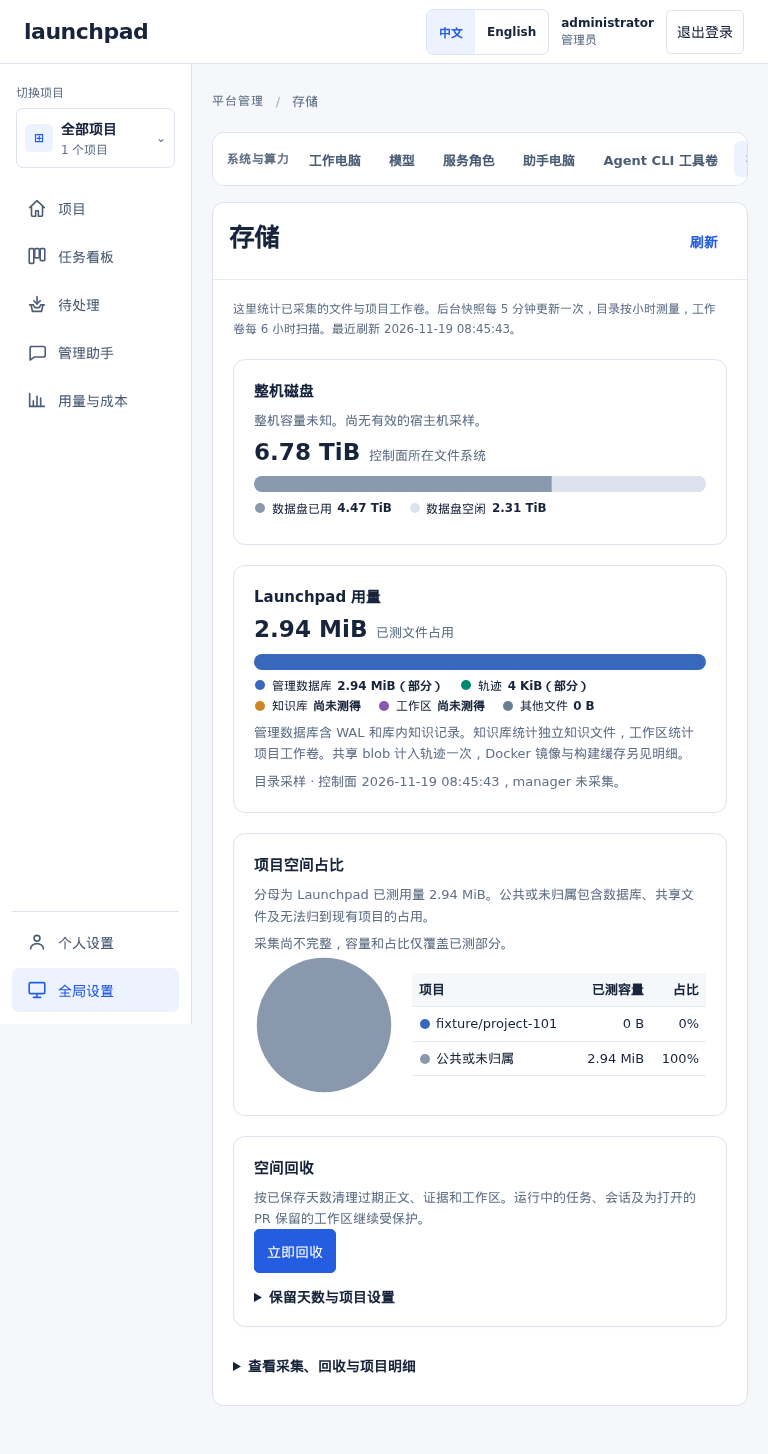 launchpad
中文
English
administrator
管理员
退出登录
切换项目
全部项目
1 个项目
项目
任务看板
待处理
管理助手
用量与成本
个人设置
全局设置
平台管理 / 存储
系统与算力
工作电脑
模型
服务角色
助手电脑
Agent CLI 工具卷
存储
刷新
这里统计已采集的文件与项目工作卷。后台快照每 5 分钟更新一次，目录按小时测量，工作
卷每 6 小时扫描。最近刷新 2026-11-19 08:45:43。
整机磁盘
整机容量未知。尚无有效的宿主机采样。
6.78 TiB 控制面所在文件系统
数据盘已用 4.47 TiB 数据盘空闲 2.31 TiB
Launchpad 用量
2.94 MiB 已测文件占用
管理数据库 2.94 MiB（部分） 轨迹 4 KiB（部分）
知识库 尚未测得 工作区 尚未测得 其他文件 0 B
管理数据库含 WAL 和库内知识记录。知识库统计独立知识文件，工作区统计
项目工作卷。共享 blob 计入轨迹一次，Docker 镜像与构建缓存另见明细。
目录采样 · 控制面 2026-11-19 08:45:43，manager 未采集。
项目空间占比
分母为 Launchpad 已测用量 2.94 MiB。公共或未归属包含数据库、共享文
件及无法归到现有项目的占用。
采集尚不完整，容量和占比仅覆盖已测部分。
项目 已测容量 占比
fixture/project-101 0 B 0%
公共或未归属 2.94 MiB 100%
空间回收
按已保存天数清理过期正文、证据和工作区。运行中的任务、会话及为打开的
PR 保留的工作区继续受保护。
立即回收
保留天数与项目设置
查看采集、回收与项目明细